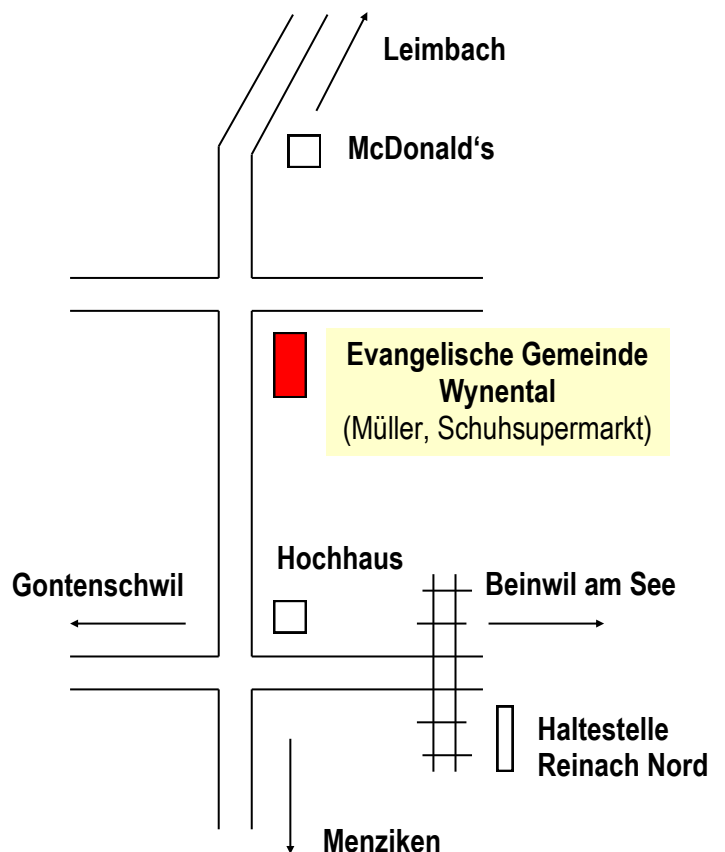 Leimbach
McDonald‘s
Evangelische Gemeinde
Wynental
(Müller, Schuhsupermarkt)
Hochhaus
Gontenschwil
Beinwil am See
Haltestelle
Reinach Nord
Menziken